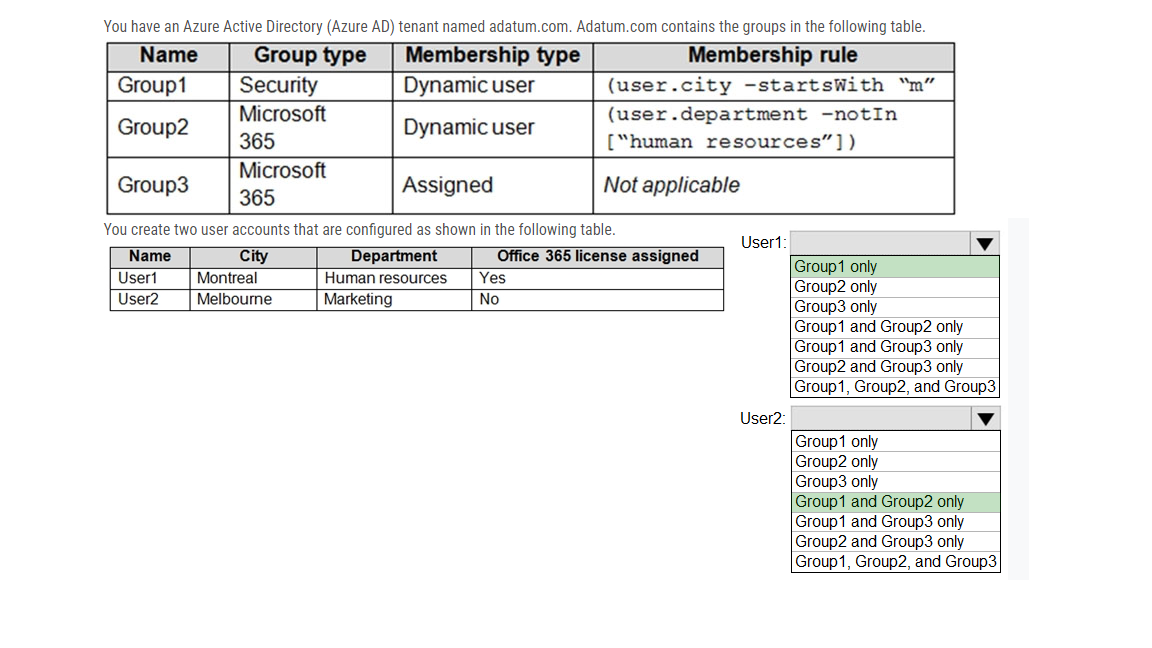 You have an Azure Active Directory (Azure AD) tenant named adatum.com. Adatum.com contains the groups in the following table.
Name Group type Membership type Membership rule
Group1 Security Dynamic user (user.city -startsWith “m”
Group2 Microsoft 365 Dynamic user (user.department -notIn [“human resources”])
Group3 Microsoft 365 Assigned Not applicable
You create two user accounts that are configured as shown in the following table.
Name City Department Office 365 license assigned
User1 Montreal Human resources Yes
User2 Melbourne Marketing No
User1:
Group1 only
Group2 only
Group3 only
Group1 and Group2 only
Group1 and Group3 only
Group2 and Group3 only
Group1, Group2, and Group3
User2:
Group1 only
Group2 only
Group3 only
Group1 and Group2 only
Group1 and Group3 only
Group2 and Group3 only
Group1, Group2, and Group3